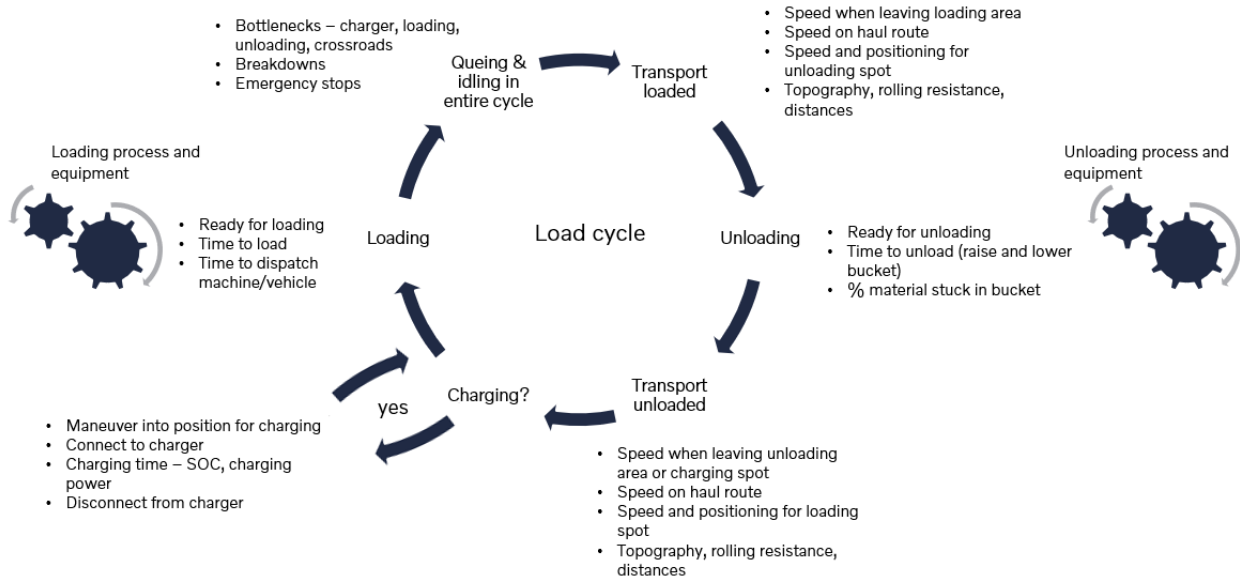 • Bottlenecks – charger, loading,
unloading, crossroads
• Breakdowns
• Emergency stops
Queing &
idling in
entire cycle
Transport
loaded
• Speed when leaving loading area
• Speed on haul route
• Speed and positioning for
unloading spot
• Topography, rolling resistance,
distances
Loading process and
equipment
• Ready for loading
• Time to load
• Time to dispatch
machine/vehicle
Loading
Load cycle
Unloading
• Ready for unloading
• Time to unload (raise and lower
bucket)
• % material stuck in bucket
Unloading process and
equipment
Charging?
yes
• Maneuver into position for charging
• Connect to charger
• Charging time – SOC, charging
power
• Disconnect from charger
Transport
unloaded
• Speed when leaving unloading
area or charging spot
• Speed on haul route
• Speed and positioning for loading
spot
• Topography, rolling resistance,
distances